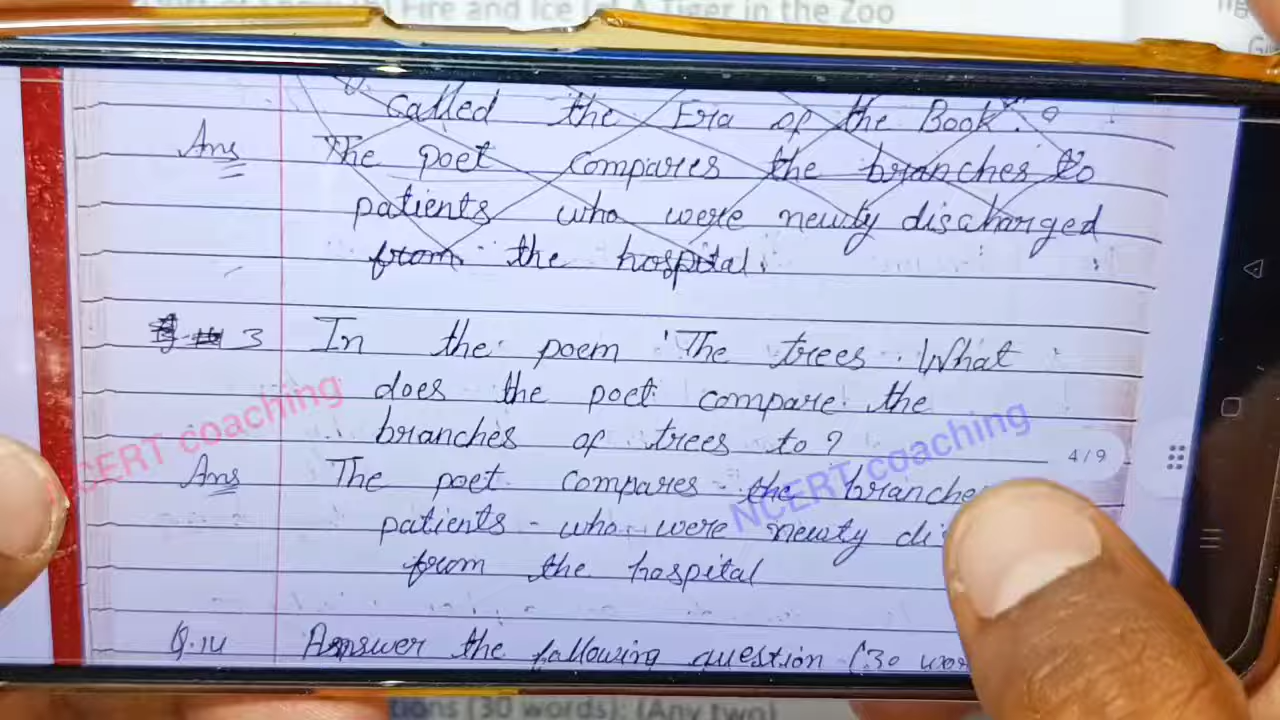 Fire and Ice
A Tiger in the Zoo
called the Era of the Book.
Ans The poet compares the branches to
patients who were newty discharged
from the hospital.
3 In the poem 'The trees. What
does the poet compare the
branches of trees to?
4/9
Ans The poet compares the branche
patients who were newty dis
from the hospital
Q.14 Answer the following question (30 wor
NCERT coaching
NCERT coaching
tions (30 words): (Any two)